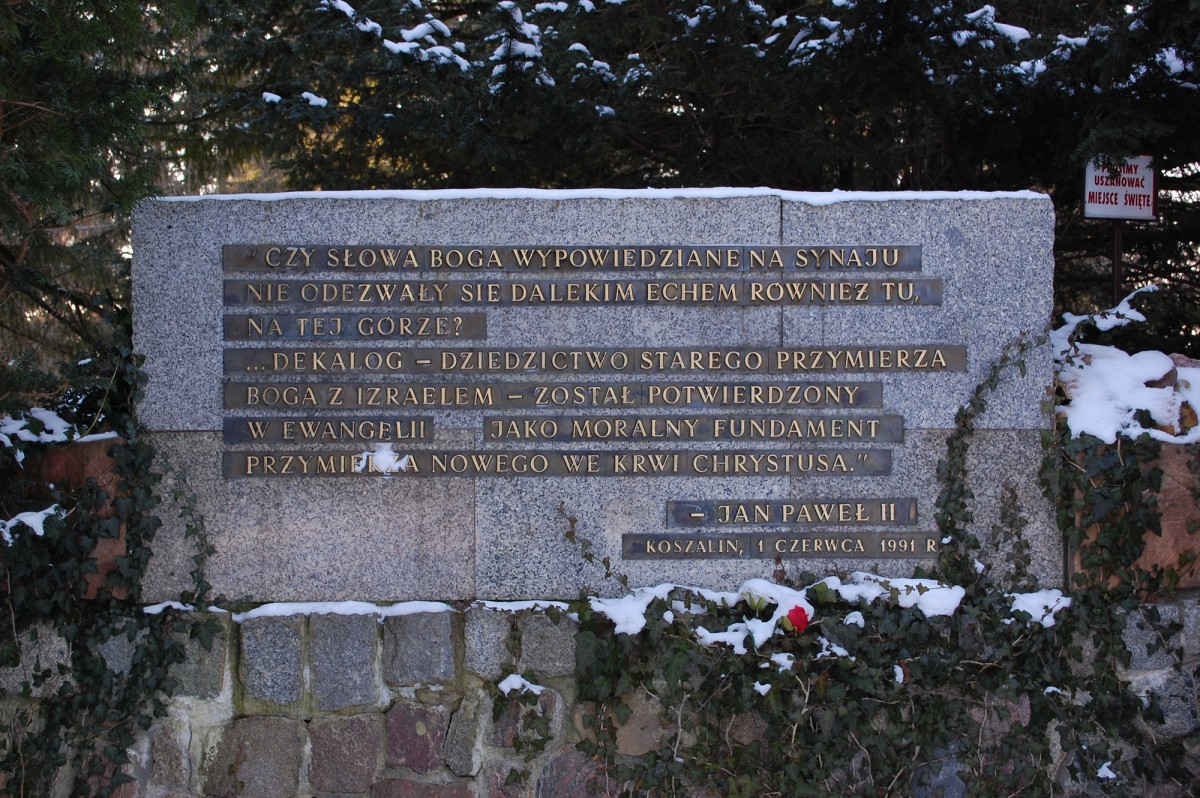 "CZY SŁOWA BOGA WYPOWIEDZIANE NA SYNAJU
NIE ODEZWAŁY SIĘ DALEKIM ECHEM RÓWNIEŻ TU,
NA TEJ GÓRZE?
...DEKALOG – DZIEDZICTWO STAREGO PRZYMIERZA
BOGA Z IZRAELEM – ZOSTAŁ POTWIERDZONY
W EWANGELII JAKO MORALNY FUNDAMENT
PRZYMIERZA NOWEGO WE KRWI CHRYSTUSA."
– JAN PAWEŁ II
KOSZALIN, 1 CZERWCA 1991 R
PROSIMY
USZANOWAĆ
MIEJSCE ŚWIĘTE